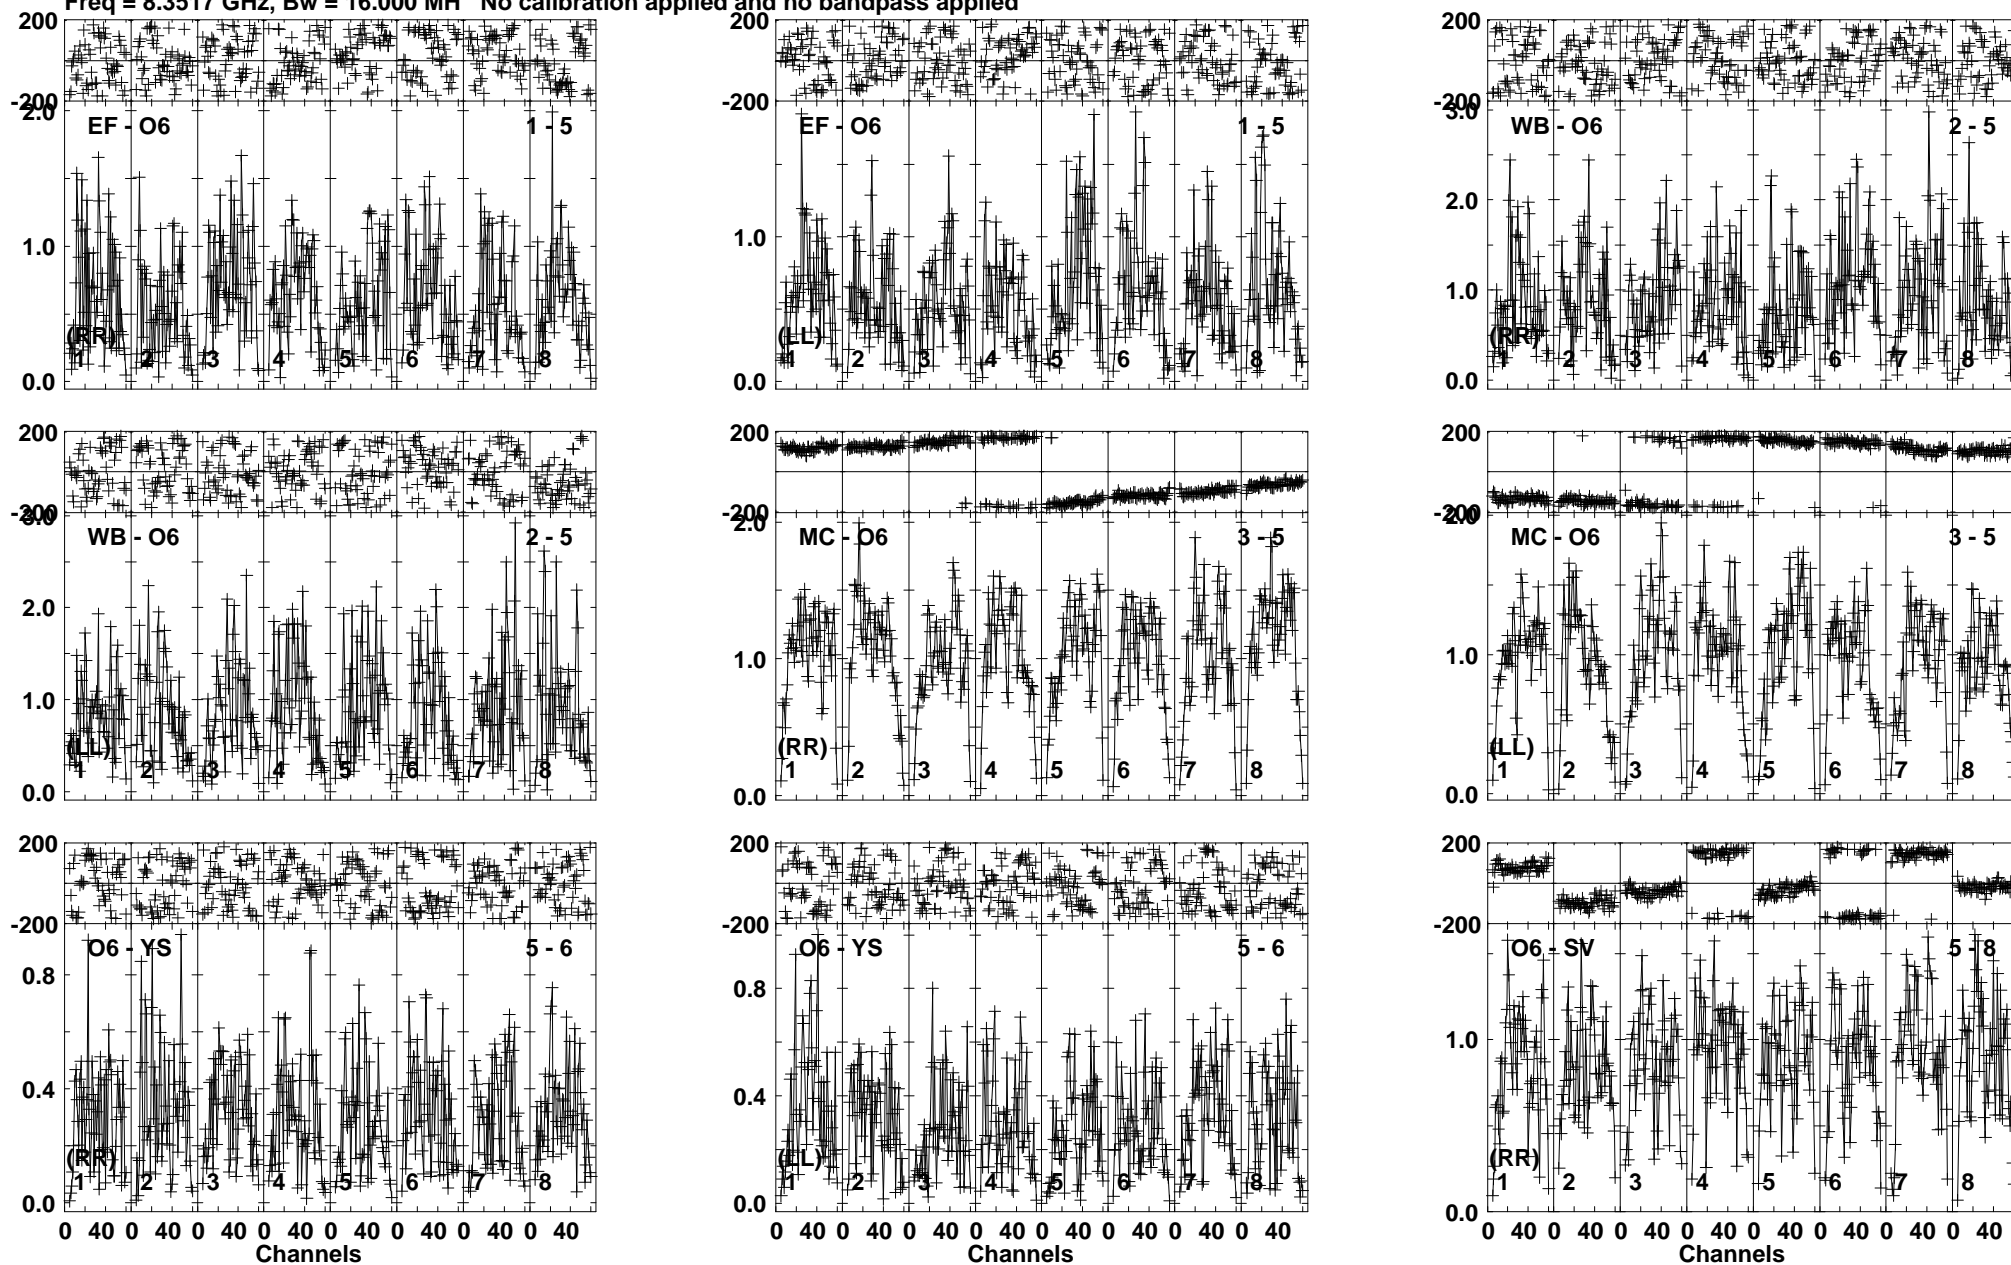 Freq = 8.3517 GHz, Bw = 16.000 MH No calibration applied and no bandpass applied
200 200 200
-200 -200 -200
2.0 3.0
EF - O6 1 - 5 EF - O6 1 - 5 WB - O6 2 - 5
2.0
1.0 1.0 1.0
(RR) (LL) (RR)
1 2 3 4 5 6 7 8 1 2 3 4 5 6 7 8 1 2 3 4 5 6 7 8
0.0 0.0 0.0
200 200 200
-200 -200 -200
3.0 2.0 2.0
WB - O6 2 - 5 MC - O6 3 - 5 MC - O6 3 - 5
2.0
1.0 1.0 1.0
(LL) (RR) (LL)
1 2 3 4 5 6 7 8 1 2 3 4 5 6 7 8 1 2 3 4 5 6 7 8
0.0 0.0 0.0
200 200 200
-200 -200 -200
O6 - YS 5 - 6 O6 - YS 5 - 6 O6 - SV 5 - 8
0.8 0.8
1.0
0.4 0.4
(RR) (LL) (RR)
1 2 3 4 5 6 7 8 1 2 3 4 5 6 7 8 1 2 3 4 5 6 7 8
0.0 0.0 0.0
0 40 0 40 0 40 0 40 0 40 0 40 0 40 0 40 0 40 0 40 0 40 0 40 0 40 0 40 0 40 0 40 0 40 0 40 0 40 0 40 0 40 0 40 0 40 0 40
Channels Channels Channels